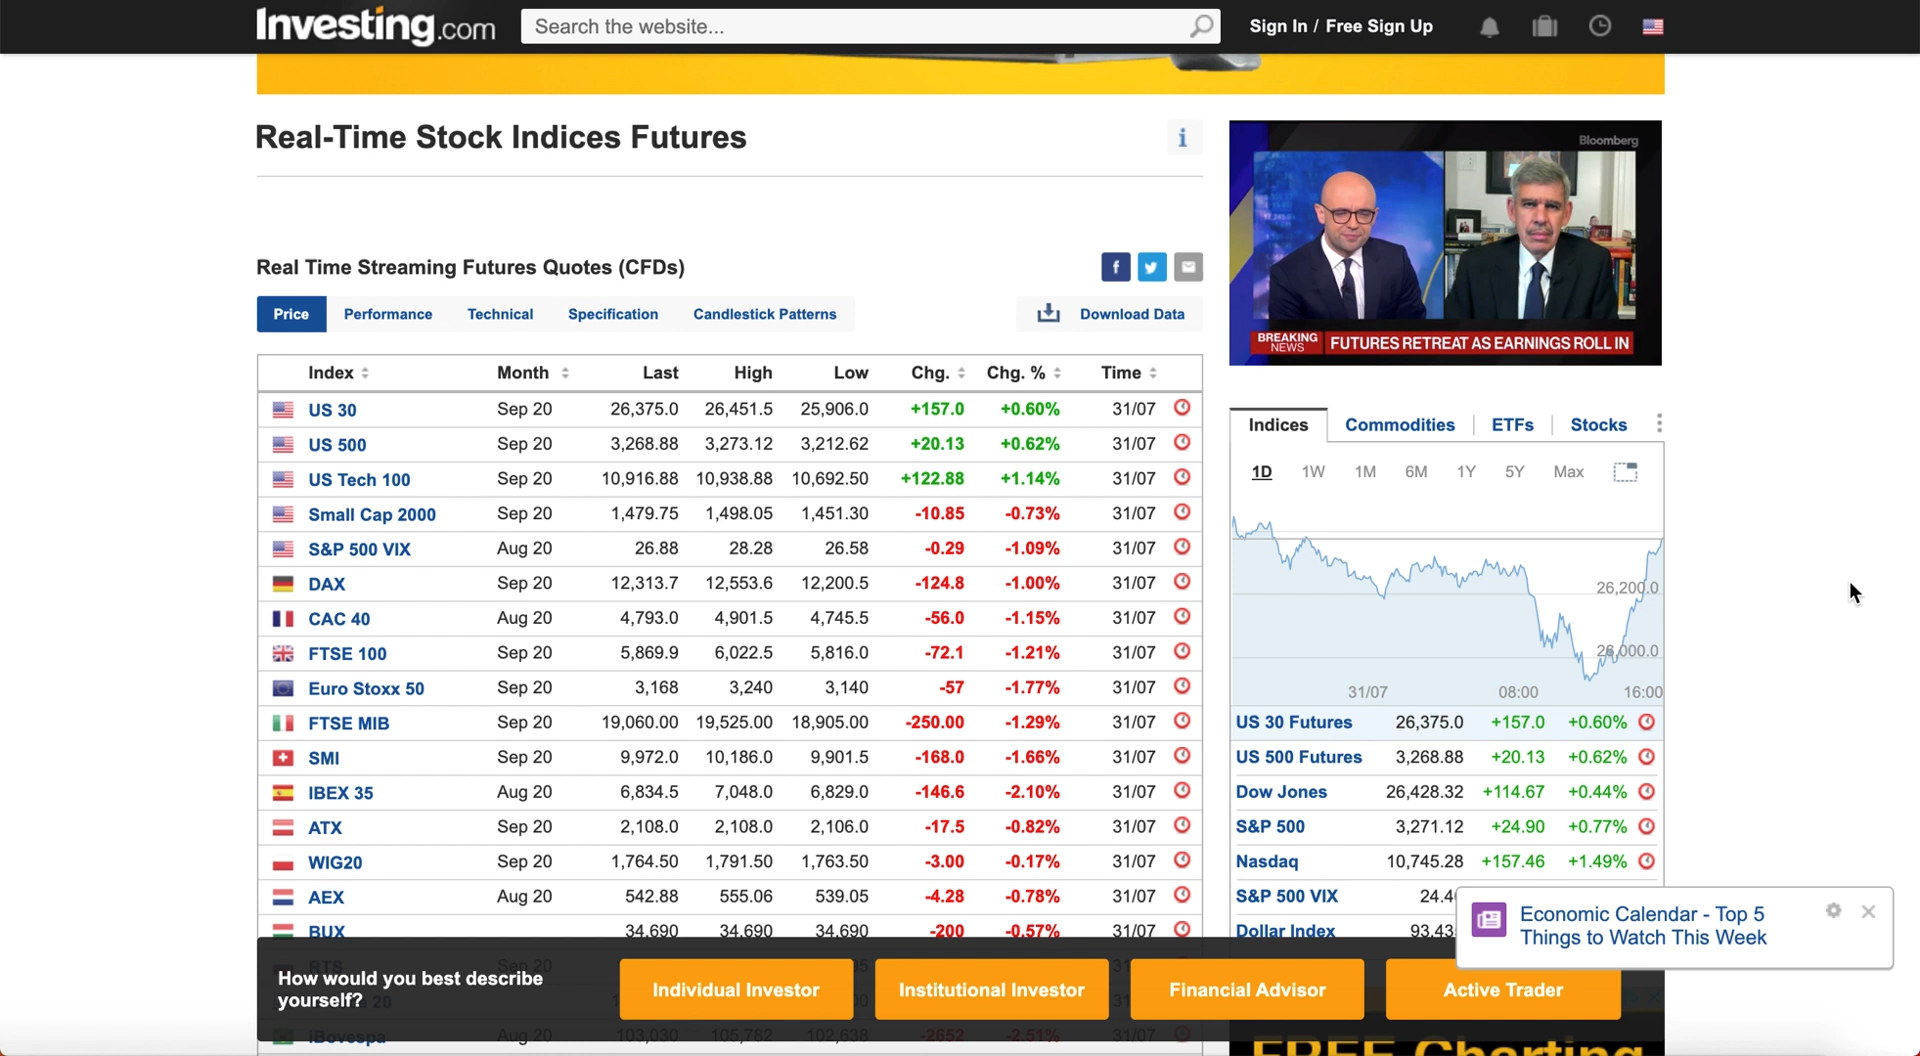 Investing.com Search the website... Sign In / Free Sign Up
Real-Time Stock Indices Futures
i
Bloomberg
BREAKING NEWS FUTURES RETREAT AS EARNINGS ROLL IN
Real Time Streaming Futures Quotes (CFDs)
Price Performance Technical Specification Candlestick Patterns Download Data
Index Month Last High Low Chg. Chg. % Time
US 30 Sep 20 26,375.0 26,451.5 25,906.0 +157.0 +0.60% 31/07
US 500 Sep 20 3,268.88 3,273.12 3,212.62 +20.13 +0.62% 31/07
US Tech 100 Sep 20 10,916.88 10,938.88 10,692.50 +122.88 +1.14% 31/07
Small Cap 2000 Sep 20 1,479.75 1,498.05 1,451.30 -10.85 -0.73% 31/07
S&P 500 VIX Aug 20 26.88 28.28 26.58 -0.29 -1.09% 31/07
DAX Sep 20 12,313.7 12,553.6 12,200.5 -124.8 -1.00% 31/07
CAC 40 Aug 20 4,793.0 4,901.5 4,745.5 -56.0 -1.15% 31/07
FTSE 100 Sep 20 5,869.9 6,022.5 5,816.0 -72.1 -1.21% 31/07
Euro Stoxx 50 Sep 20 3,168 3,240 3,140 -57 -1.77% 31/07
FTSE MIB Sep 20 19,060.00 19,525.00 18,905.00 -250.00 -1.29% 31/07
SMI Sep 20 9,972.0 10,186.0 9,901.5 -168.0 -1.66% 31/07
IBEX 35 Aug 20 6,834.5 7,048.0 6,829.0 -146.6 -2.10% 31/07
ATX Sep 20 2,108.0 2,108.0 2,106.0 -17.5 -0.82% 31/07
WIG20 Sep 20 1,764.50 1,791.50 1,763.50 -3.00 -0.17% 31/07
AEX Aug 20 542.88 555.06 539.05 -4.28 -0.78% 31/07
BUX 34,690 34,690 34,690 -200 -0.57% 31/07
RTS Sep 20
iBovespa Aug 20 103,030 105,782 102,638 -2652 -2.51%
Indices Commodities ETFs Stocks
1D 1W 1M 6M 1Y 5Y Max
26,200.0
26,000.0
31/07 08:00 16:00
US 30 Futures 26,375.0 +157.0 +0.60%
US 500 Futures 3,268.88 +20.13 +0.62%
Dow Jones 26,428.32 +114.67 +0.44%
S&P 500 3,271.12 +24.90 +0.77%
Nasdaq 10,745.28 +157.46 +1.49%
S&P 500 VIX 24.4
Dollar Index 93.43
Economic Calendar - Top 5
Things to Watch This Week
How would you best describe
yourself?
Individual Investor Institutional Investor Financial Advisor Active Trader
FREE Charting